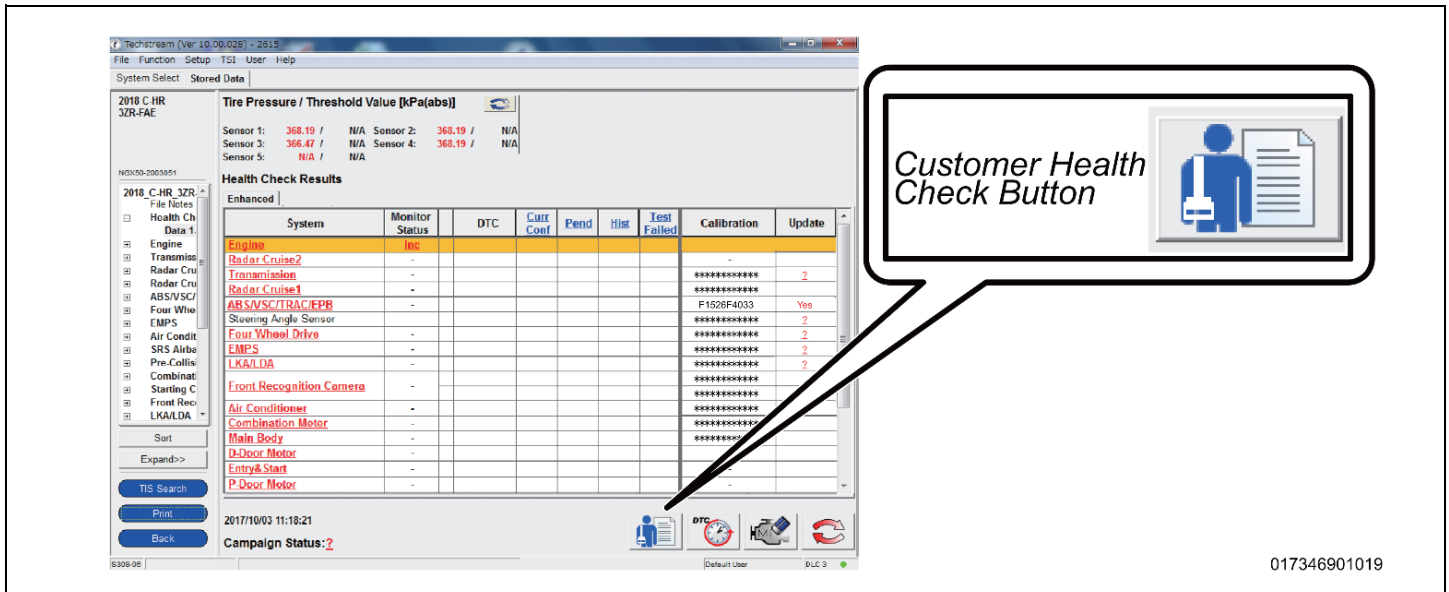 Techstream (Ver 10.00.028) - 2615
File Function Setup TSI User Help
System Select Stored Data
2018 C-HR
3ZR-FAE
NGX50-2003051
2018_C-HR_3ZR-
File Notes
Health Ch
Data 1-
Engine
Transmiss
Radar Cru
Radar Cru
ABS/VSC/
Four Whe
EMPS
Air Condit
SRS Airba
Pre-Collis
Combinati
Starting C
Front Reco
LKA/LDA
Sort
Expand>>
TIS Search
Print
Back
Tire Pressure / Threshold Value [kPa(abs)]
Sensor 1: 368.19 / N/A Sensor 2: 368.19 / N/A
Sensor 3: 366.47 / N/A Sensor 4: 368.19 / N/A
Sensor 5: N/A / N/A
Health Check Results
Enhanced
System Monitor Status DTC Curr Conf Pend Hist Test Failed Calibration Update
Engine Inc
Radar Cruise2 - -
Transmission - ************ ?
Radar Cruise1 - ************
ABS/VSC/TRAC/EPB - F1526F4033 Yes
Steering Angle Sensor ************ ?
Four Wheel Drive - ************ ?
EMPS - ************ ?
LKA/LDA - ************ ?
************
Front Recognition Camera -
************
Air Conditioner - ************
Combination Meter - ************
Main Body - *********
D-Door Motor -
Entry&Start - -
P-Door Motor - -
2017/10/03 11:18:21
Campaign Status:?
DTC
S309-06 Default User DLC 3
Customer Health
Check Button
017346901019